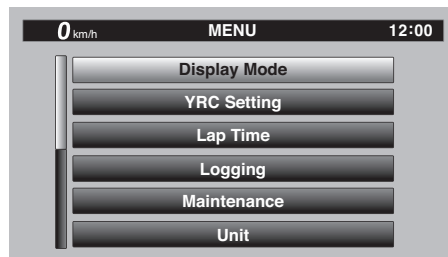 0 km/h MENU 12:00
Display Mode
YRC Setting
Lap Time
Logging
Maintenance
Unit